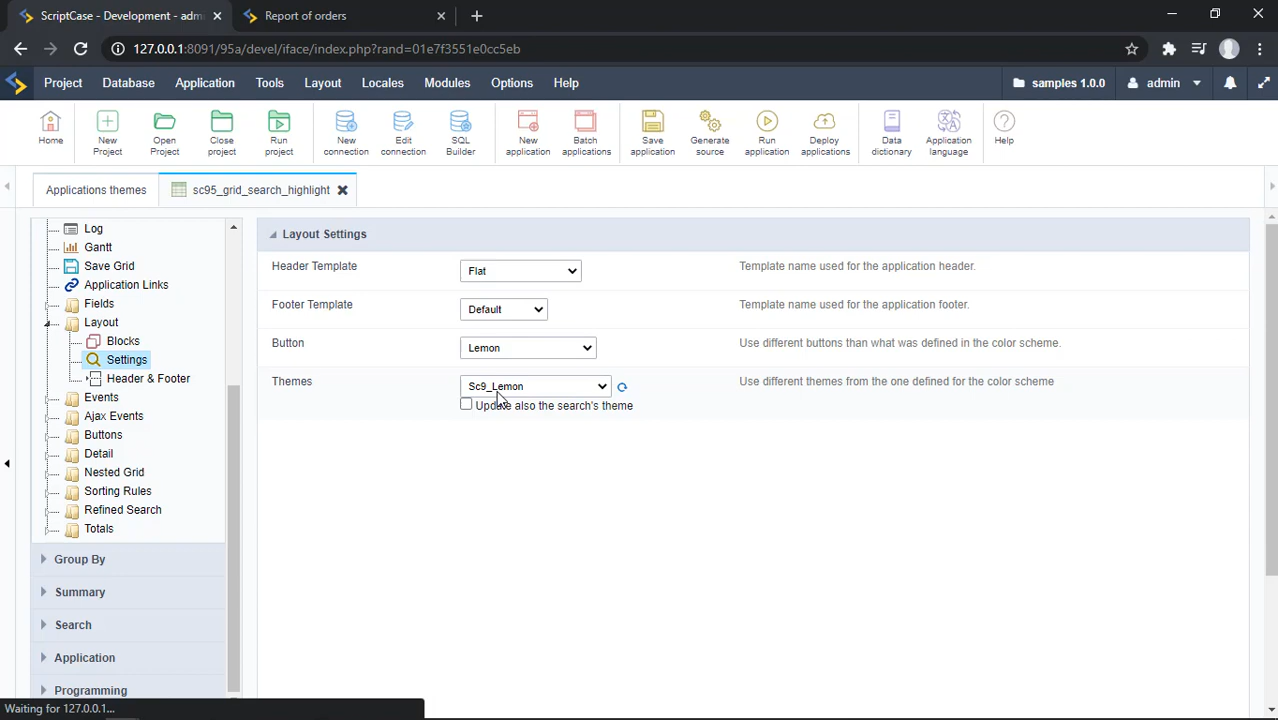 ScriptCase - Development - adm
Report of orders
127.0.0.1:8091/95a/devel/iface/index.php?rand=01e7f3551e0cc5eb
Project
Database
Application
Tools
Layout
Locales
Modules
Options
Help
samples 1.0.0
admin
Home
New Project
Open Project
Close project
Run project
New connection
Edit connection
SQL Builder
New application
Batch applications
Save application
Generate source
Run application
Deploy applications
Data dictionary
Application language
Help
Applications themes
sc95_grid_search_highlight
Log
Gantt
Save Grid
Application Links
Fields
Layout
Blocks
Settings
Header & Footer
Events
Ajax Events
Buttons
Detail
Nested Grid
Sorting Rules
Refined Search
Totals
Group By
Summary
Search
Application
Programming
Layout Settings
Header Template
Flat
Template name used for the application header.
Footer Template
Default
Template name used for the application footer.
Button
Lemon
Use different buttons than what was defined in the color scheme.
Themes
Sc9_Lemon
Use different themes from the one defined for the color scheme
Update also the search's theme
Waiting for 127.0.0.1...